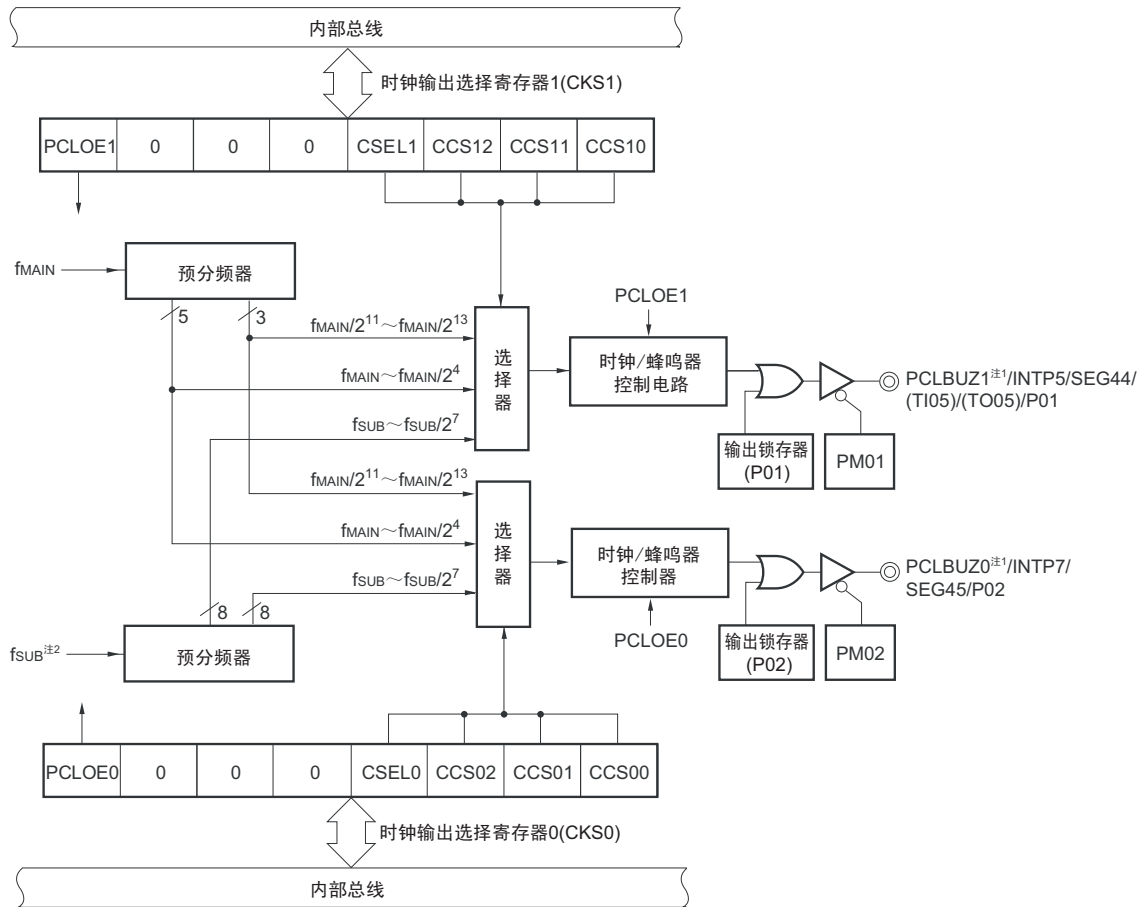 内部总线
时钟输出选择寄存器1(CKS1)
PCLOE1 0 0 0 CSEL1 CCS12 CCS11 CCS10
fMAIN
预分频器
5 3
fMAIN/2¹¹～fMAIN/2¹³
fMAIN～fMAIN/2⁴
fSUB～fSUB/2⁷
选择器
PCLOE1
时钟/蜂鸣器
控制电路
输出锁存器
(P01)
PM01
PCLBUZ1注1/INTP5/SEG44/
(TI05)/(TO05)/P01
fMAIN/2¹¹～fMAIN/2¹³
fMAIN～fMAIN/2⁴
fSUB～fSUB/2⁷
选择器
时钟/蜂鸣器
控制器
PCLOE0
输出锁存器
(P02)
PM02
PCLBUZ0注1/INTP7/
SEG45/P02
8 8
fSUB注2
预分频器
PCLOE0 0 0 0 CSEL0 CCS02 CCS01 CCS00
时钟输出选择寄存器0(CKS0)
内部总线